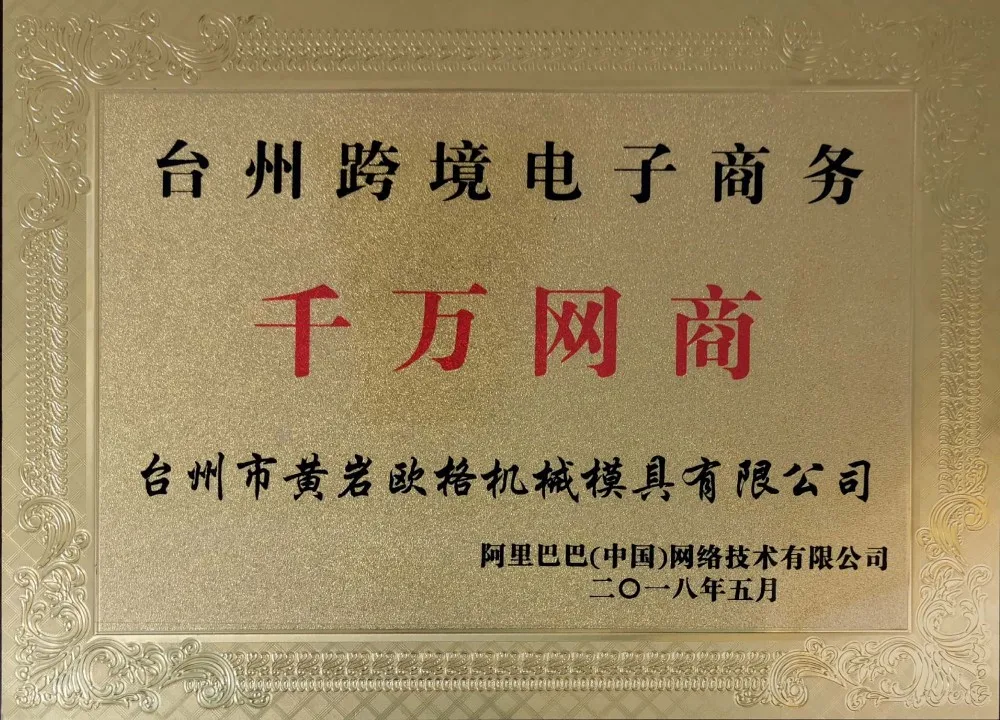 台州跨境电子商务
千万网商
台州市黄岩欧格机械模具有限公司
阿里巴巴(中国)网络技术有限公司
二〇一八年五月